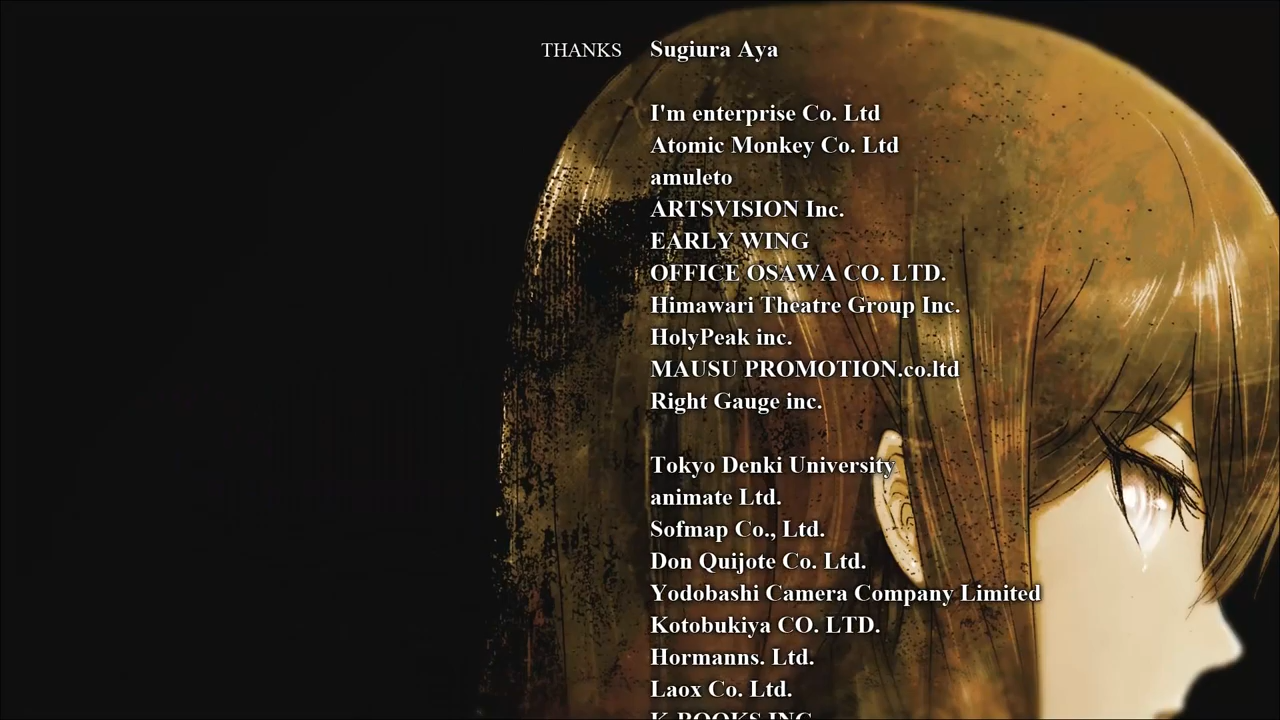 THANKS Sugiura Aya
I'm enterprise Co. Ltd
Atomic Monkey Co. Ltd
amuleto
ARTSVISION Inc.
EARLY WING
OFFICE OSAWA CO. LTD.
Himawari Theatre Group Inc.
HolyPeak inc.
MAUSU PROMOTION.co.ltd
Right Gauge inc.
Tokyo Denki University
animate Ltd.
Sofmap Co., Ltd.
Don Quijote Co. Ltd.
Yodobashi Camera Company Limited
Kotobukiya CO. LTD.
Hormanns. Ltd.
Laox Co. Ltd.
K-BOOKS INC